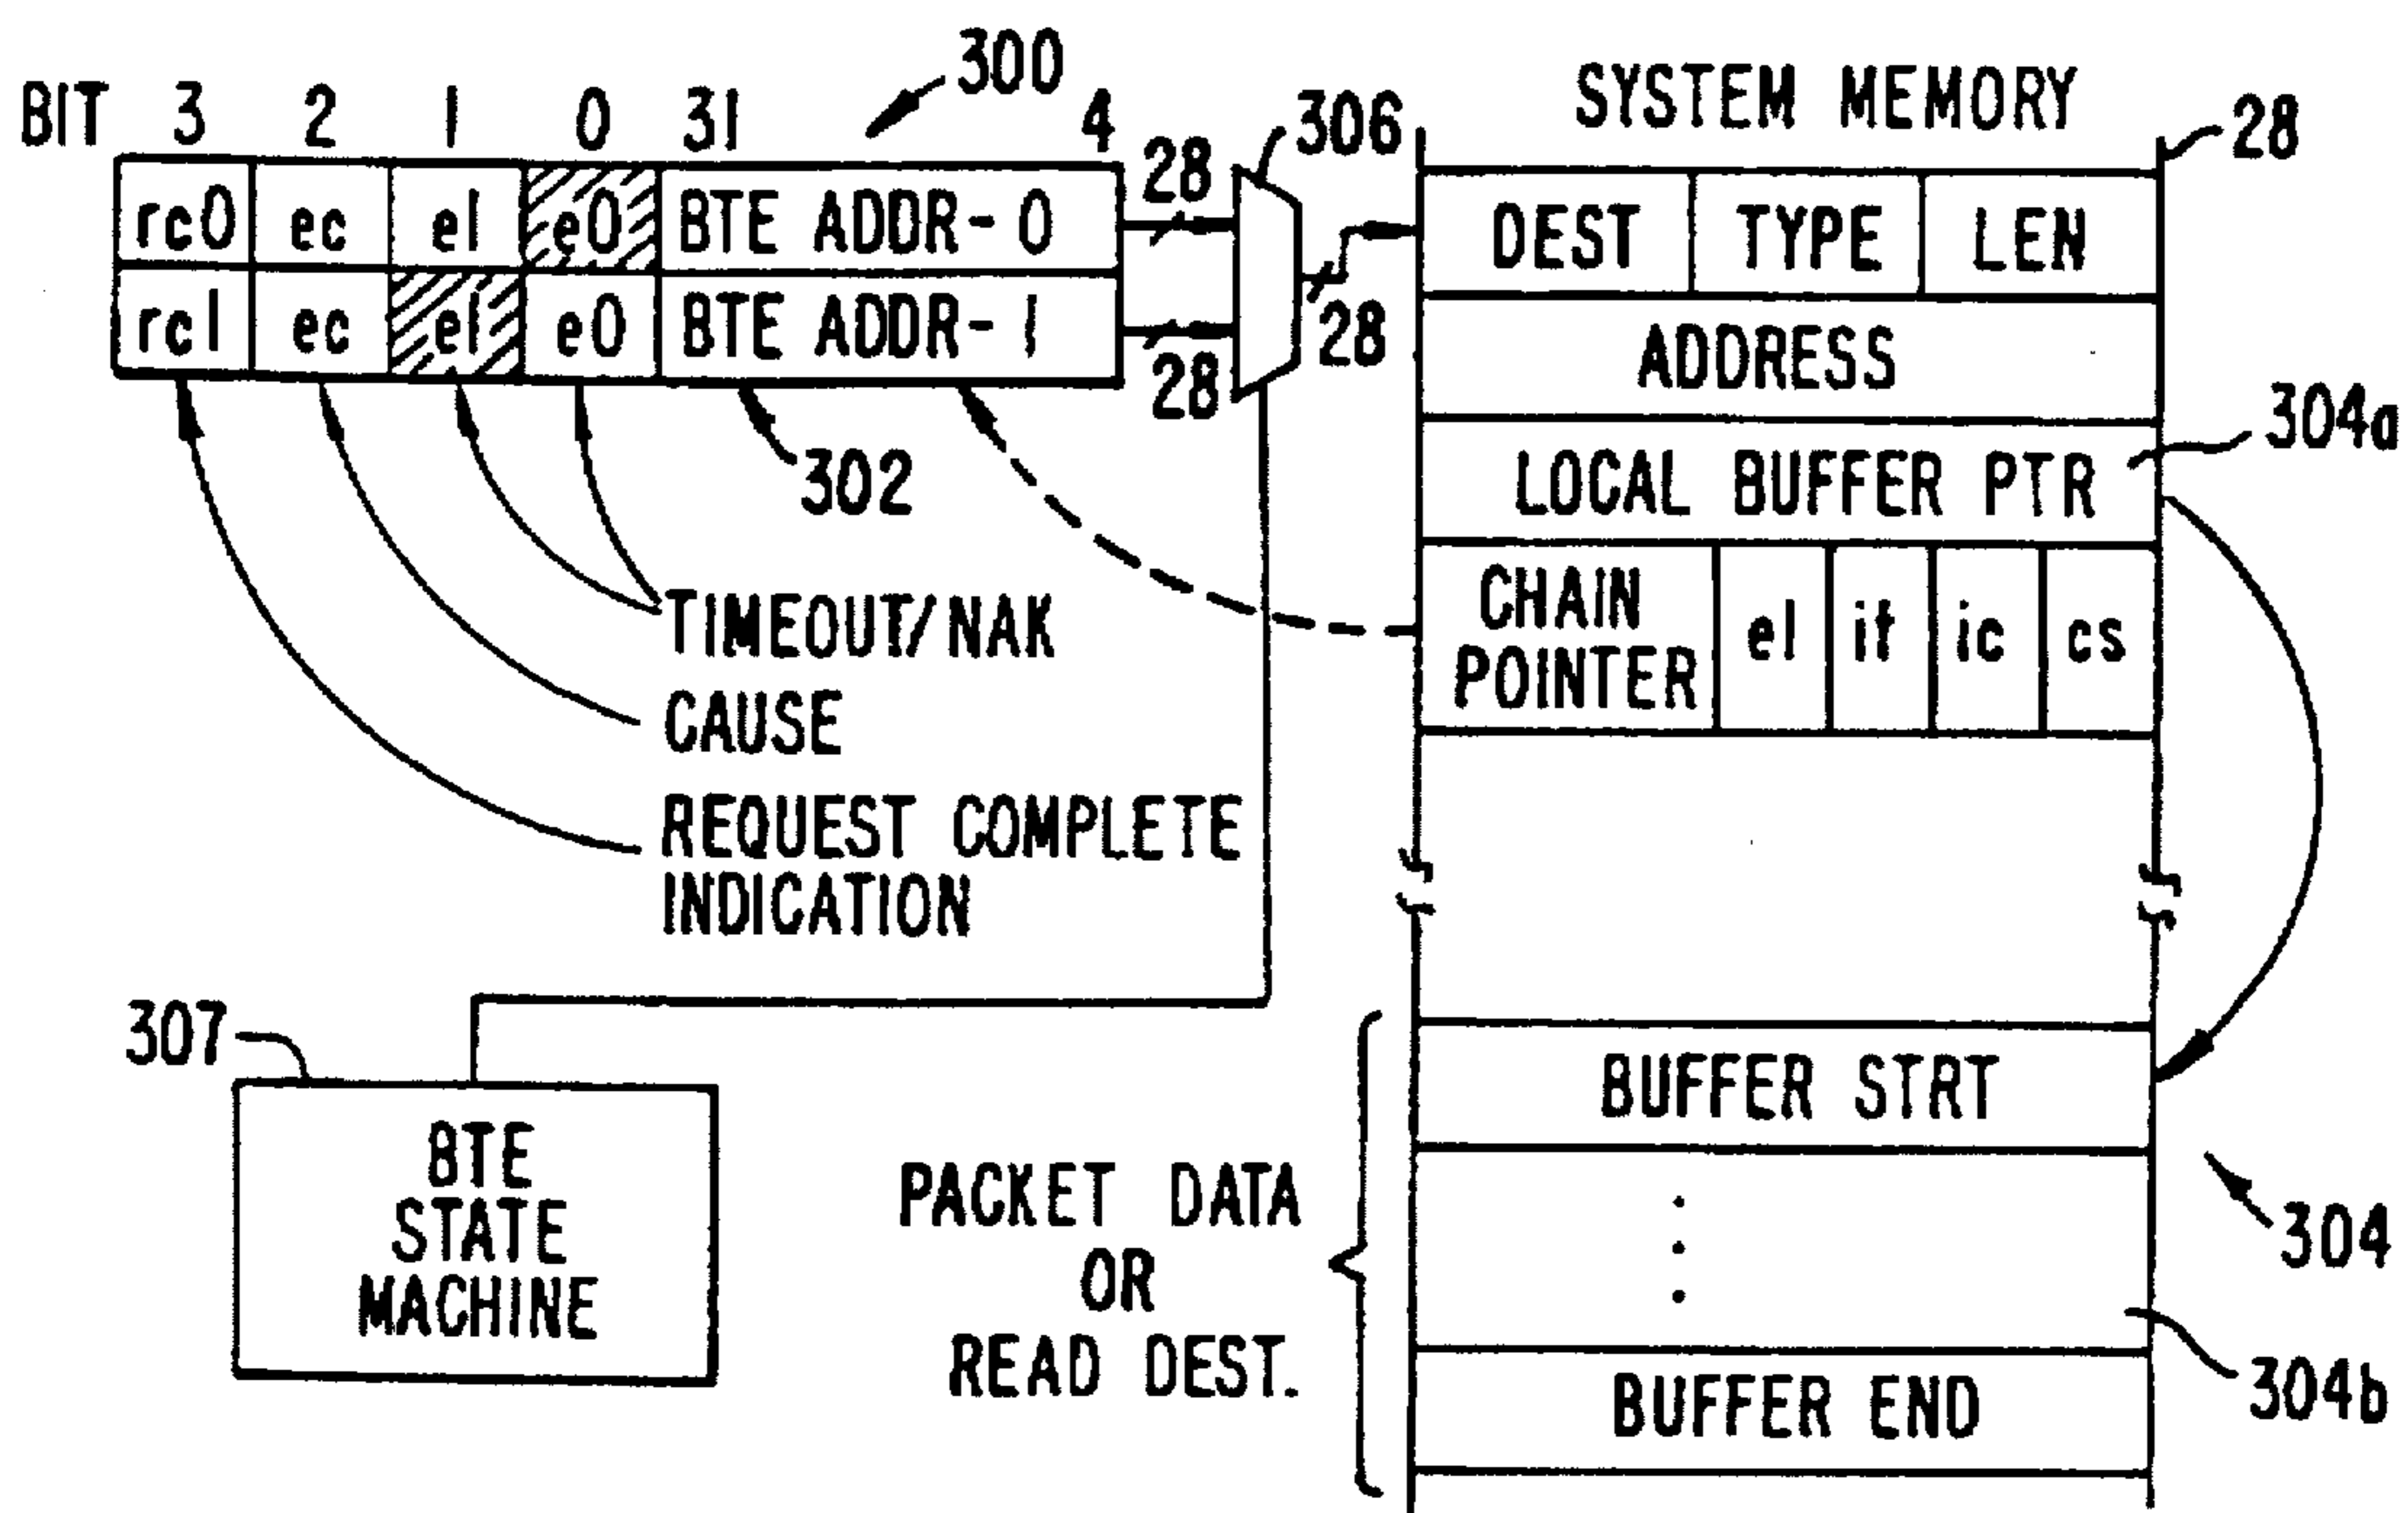 BIT 3 2 1 0 31 4
300
rc0 ec e1 e0 BTE ADDR-0
rc1 ec e1 e0 BTE ADDR-1
28
28
306
28
302
TIMEOUT/NAK
CAUSE
REQUEST COMPLETE
INDICATION
307
BTE
STATE
MACHINE
SYSTEM MEMORY
28
DEST TYPE LEN
ADDRESS
304a
LOCAL BUFFER PTR
CHAIN
POINTER
el it ic cs
BUFFER STRT
PACKET DATA
OR
READ DEST.
304
304b
BUFFER END